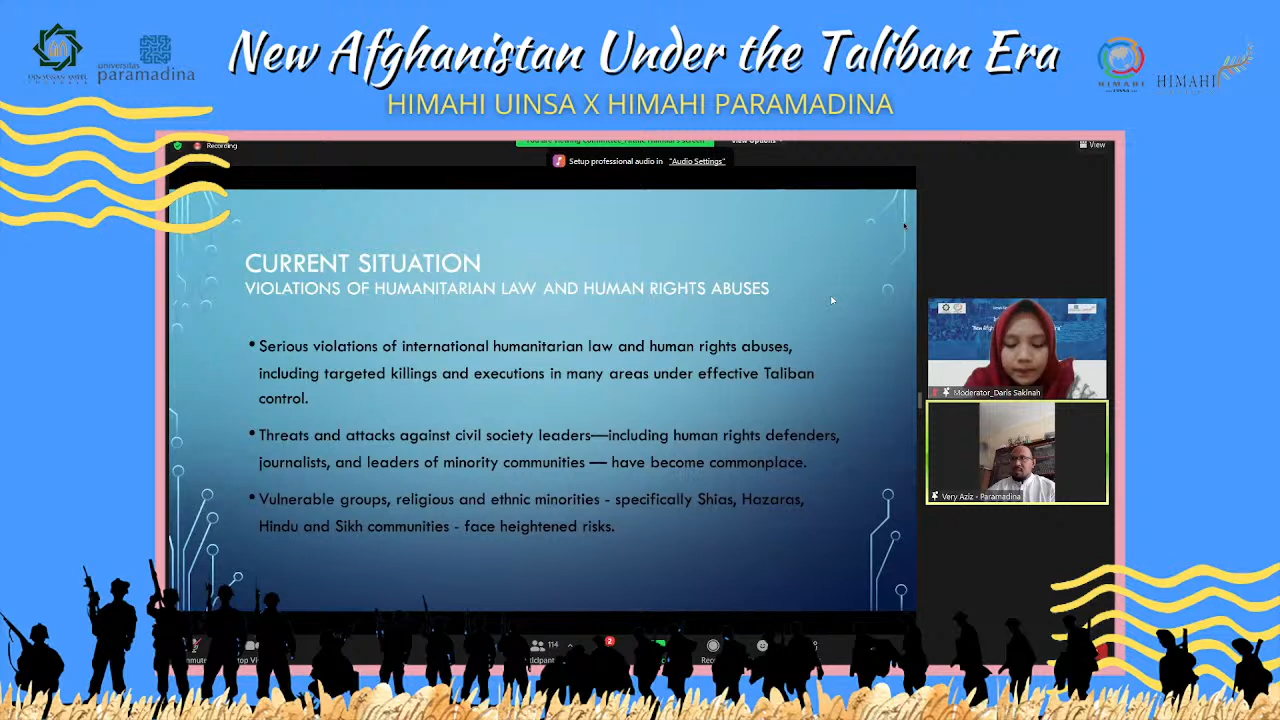 New Afghanistan Under the Taliban Era
HIMAHI UINSA X HIMAHI PARAMADINA
universitas
paramadina
HIMAHI
HIMAHI
Recording
View
Setup professional audio in "Audio Settings"
CURRENT SITUATION
VIOLATIONS OF HUMANITARIAN LAW AND HUMAN RIGHTS ABUSES
• Serious violations of international humanitarian law and human rights abuses,
including targeted killings and executions in many areas under effective Taliban
control.
• Threats and attacks against civil society leaders—including human rights defenders,
journalists, and leaders of minority communities — have become commonplace.
• Vulnerable groups, religious and ethnic minorities - specifically Shias, Hazaras,
Hindu and Sikh communities - face heightened risks.
Moderator_Daris Sakinah
Very Aziz - Paramadina
114
2